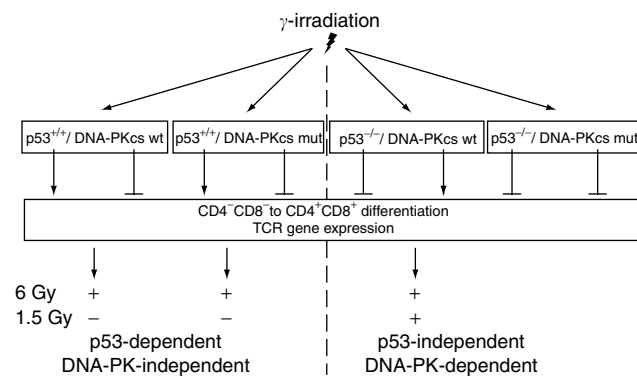 γ-irradiation
p53+/+/ DNA-PKcs wt
p53+/+/ DNA-PKcs mut
p53−/−/ DNA-PKcs wt
p53−/−/ DNA-PKcs mut
CD4−CD8− to CD4+CD8+ differentiation
TCR gene expression
6 Gy + + +
1.5 Gy − − +
p53-dependent
DNA-PK-independent
p53-independent
DNA-PK-dependent